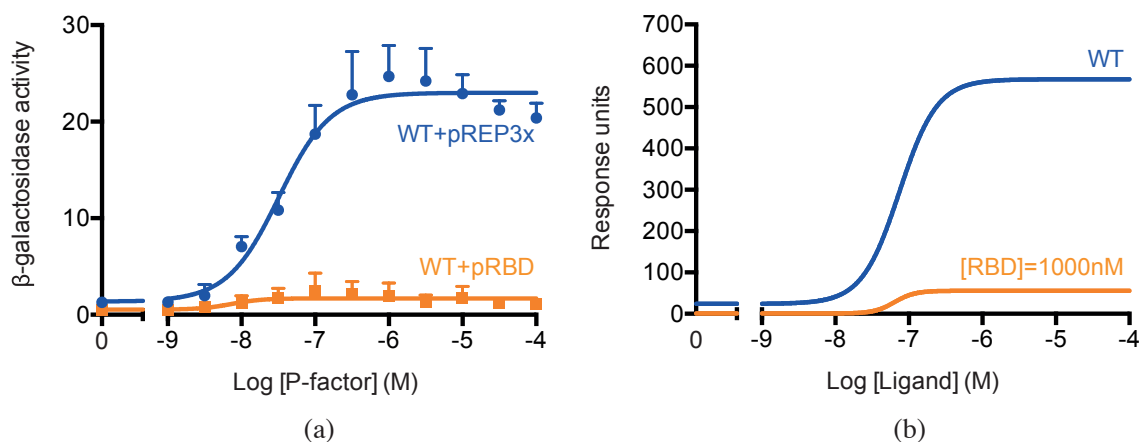 30
20
10
0
β-galactosidase activity
WT+pREP3x
WT+pRBD
0 -9 -8 -7 -6 -5 -4
Log [P-factor] (M)
(a)
700
600
500
400
300
200
100
0
Response units
WT
[RBD]=1000nM
0 -9 -8 -7 -6 -5 -4
Log [Ligand] (M)
(b)